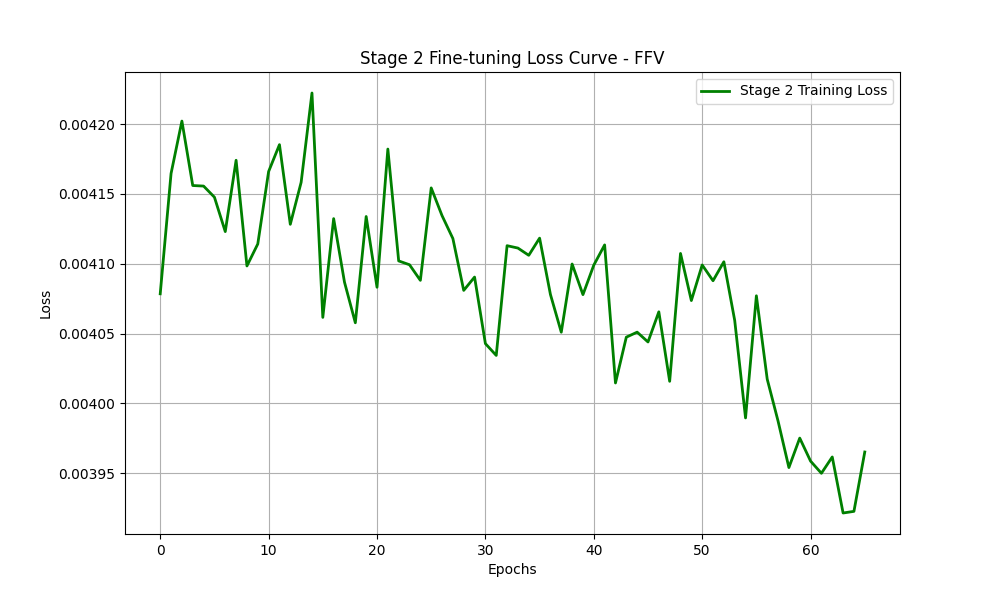 Stage 2 Fine-tuning Loss Curve - FFV
Stage 2 Training Loss
0.00420
0.00415
0.00410
0.00405
0.00400
0.00395
Loss
0 10 20 30 40 50 60
Epochs